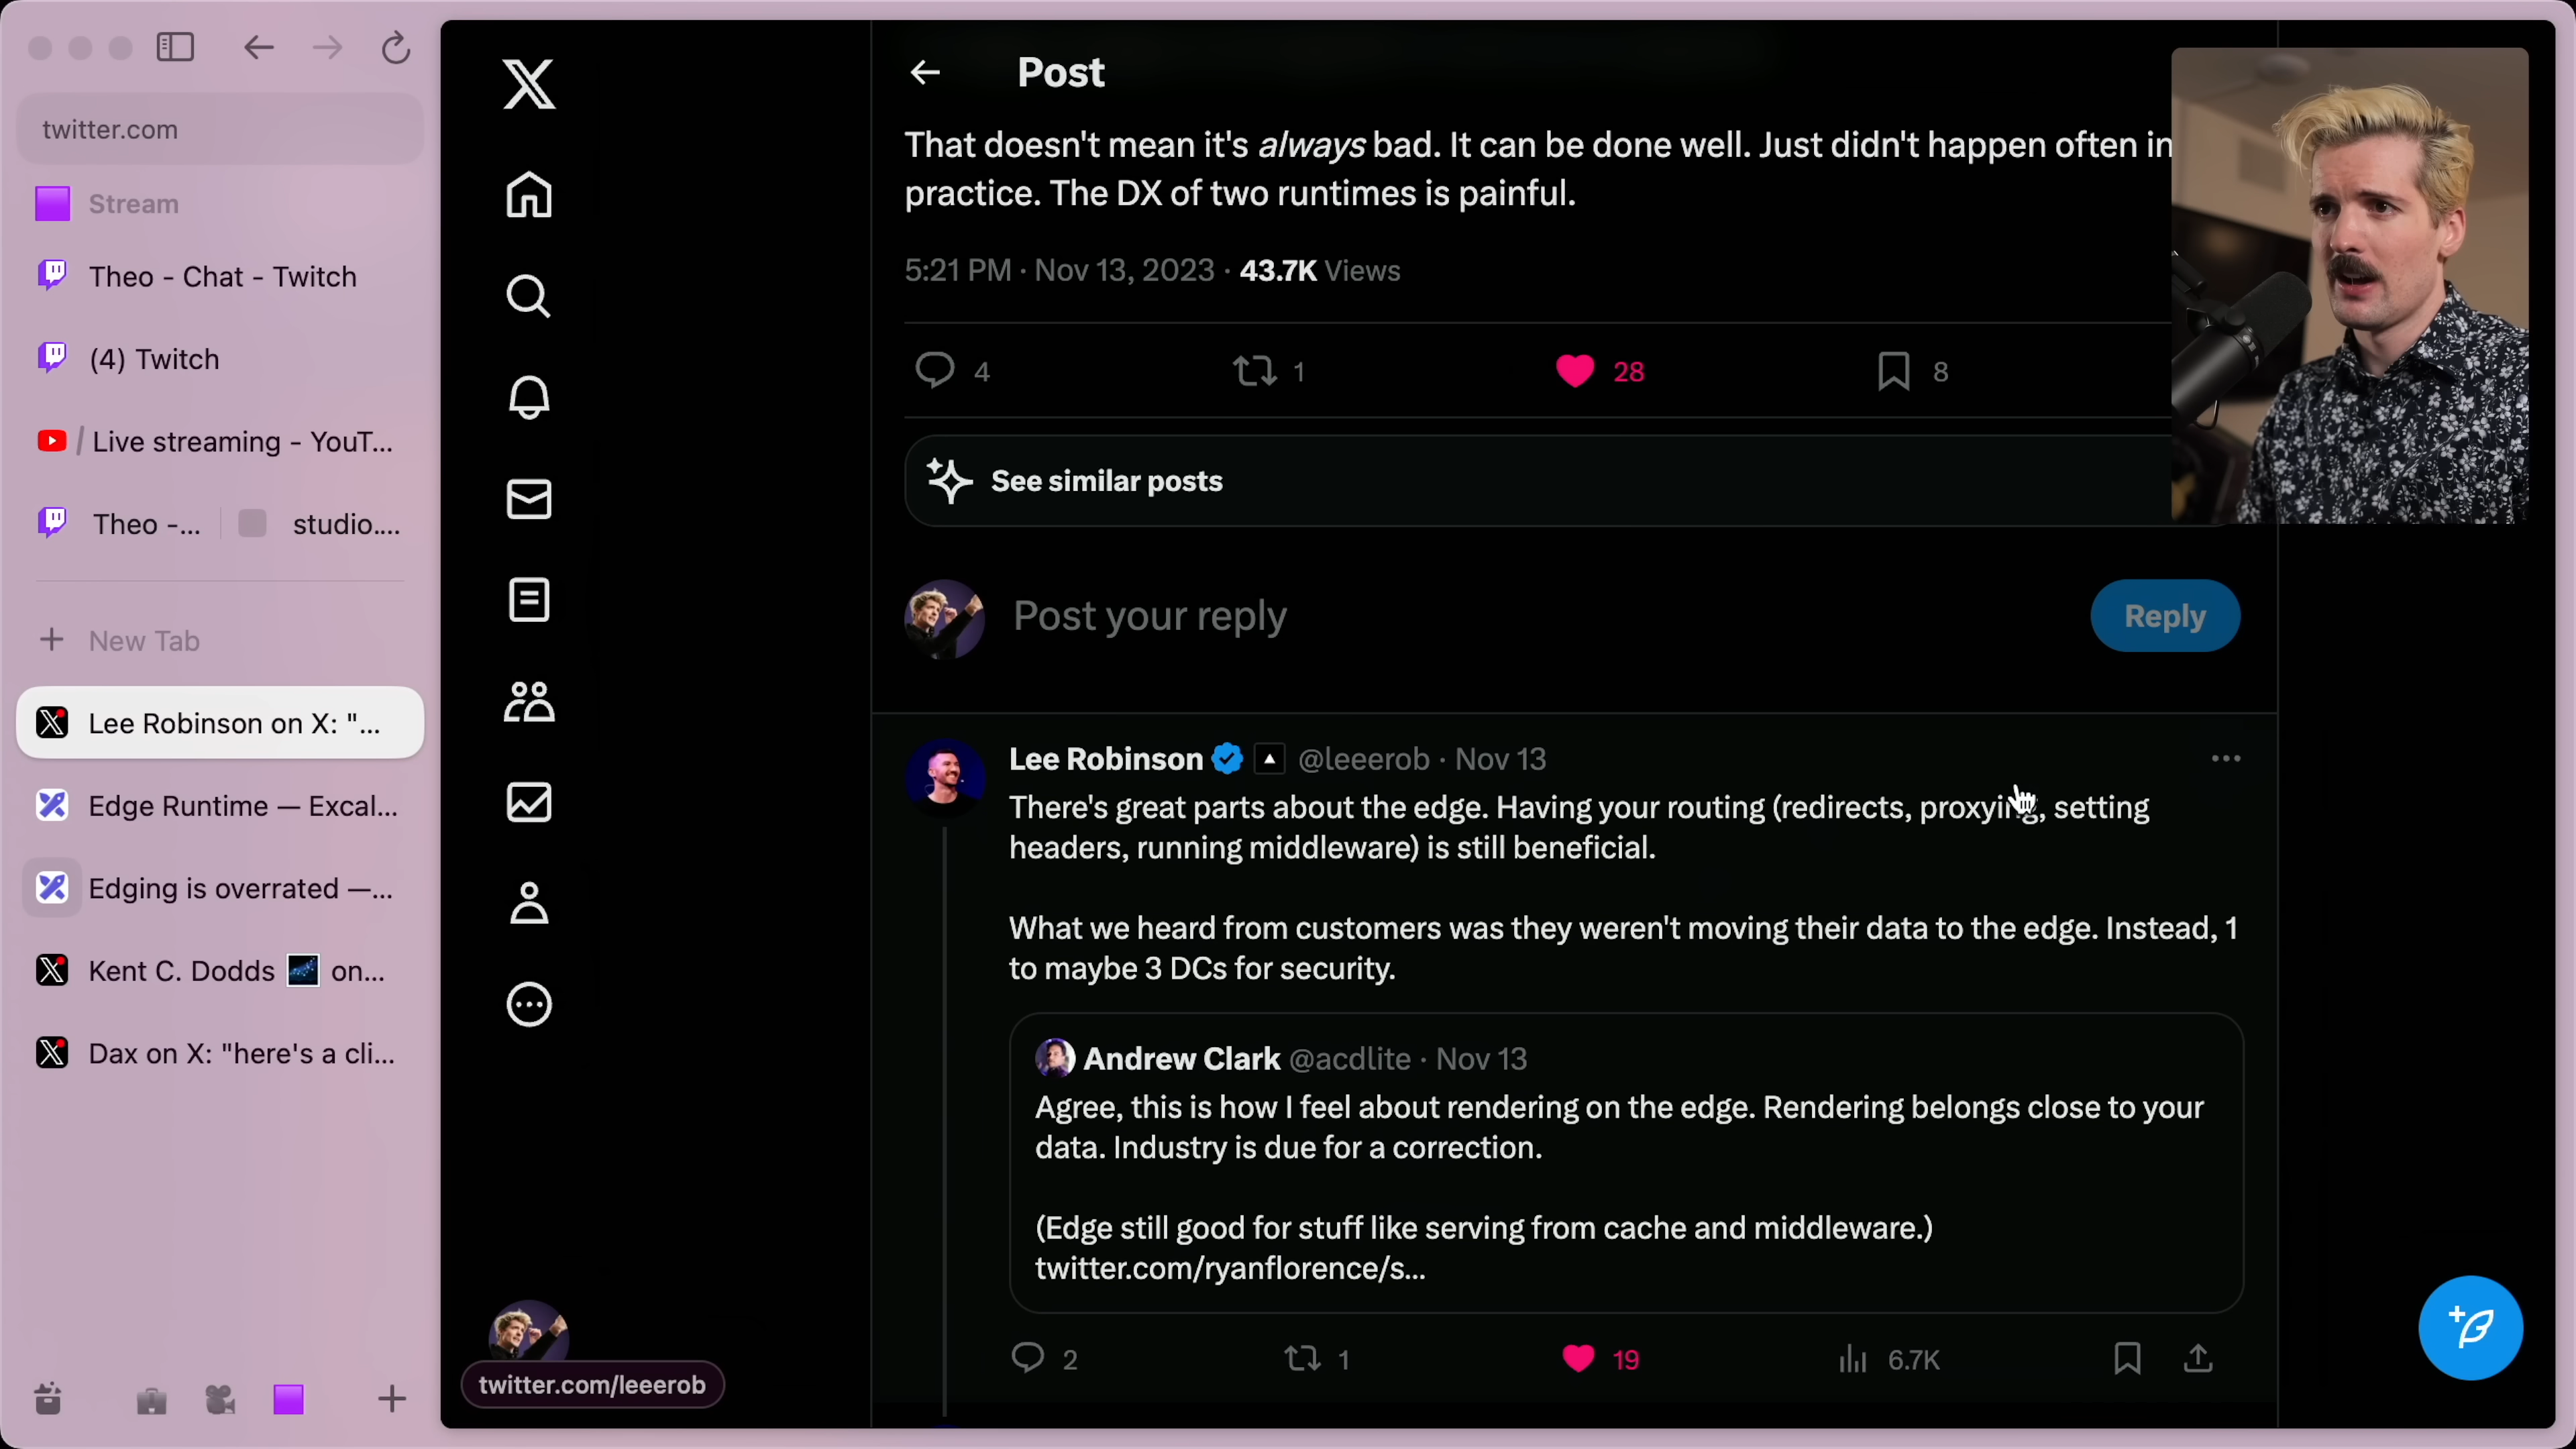 twitter.com
Stream
Theo - Chat - Twitch
(4) Twitch
/ Live streaming - YouT...
Theo -... studio....
New Tab
Lee Robinson on X: "...
Edge Runtime — Excal...
Edging is overrated —...
Kent C. Dodds on...
Dax on X: "here's a cli...
twitter.com/leeerob
Post
That doesn't mean it's always bad. It can be done well. Just didn't happen often in
practice. The DX of two runtimes is painful.
5:21 PM · Nov 13, 2023 · 43.7K Views
4 1 28 8
See similar posts
Post your reply
Reply
Lee Robinson @leeerob · Nov 13
There's great parts about the edge. Having your routing (redirects, proxying, setting
headers, running middleware) is still beneficial.
What we heard from customers was they weren't moving their data to the edge. Instead, 1
to maybe 3 DCs for security.
Andrew Clark @acdlite · Nov 13
Agree, this is how I feel about rendering on the edge. Rendering belongs close to your
data. Industry is due for a correction.
(Edge still good for stuff like serving from cache and middleware.)
twitter.com/ryanflorence/s...
2 1 19 6.7K